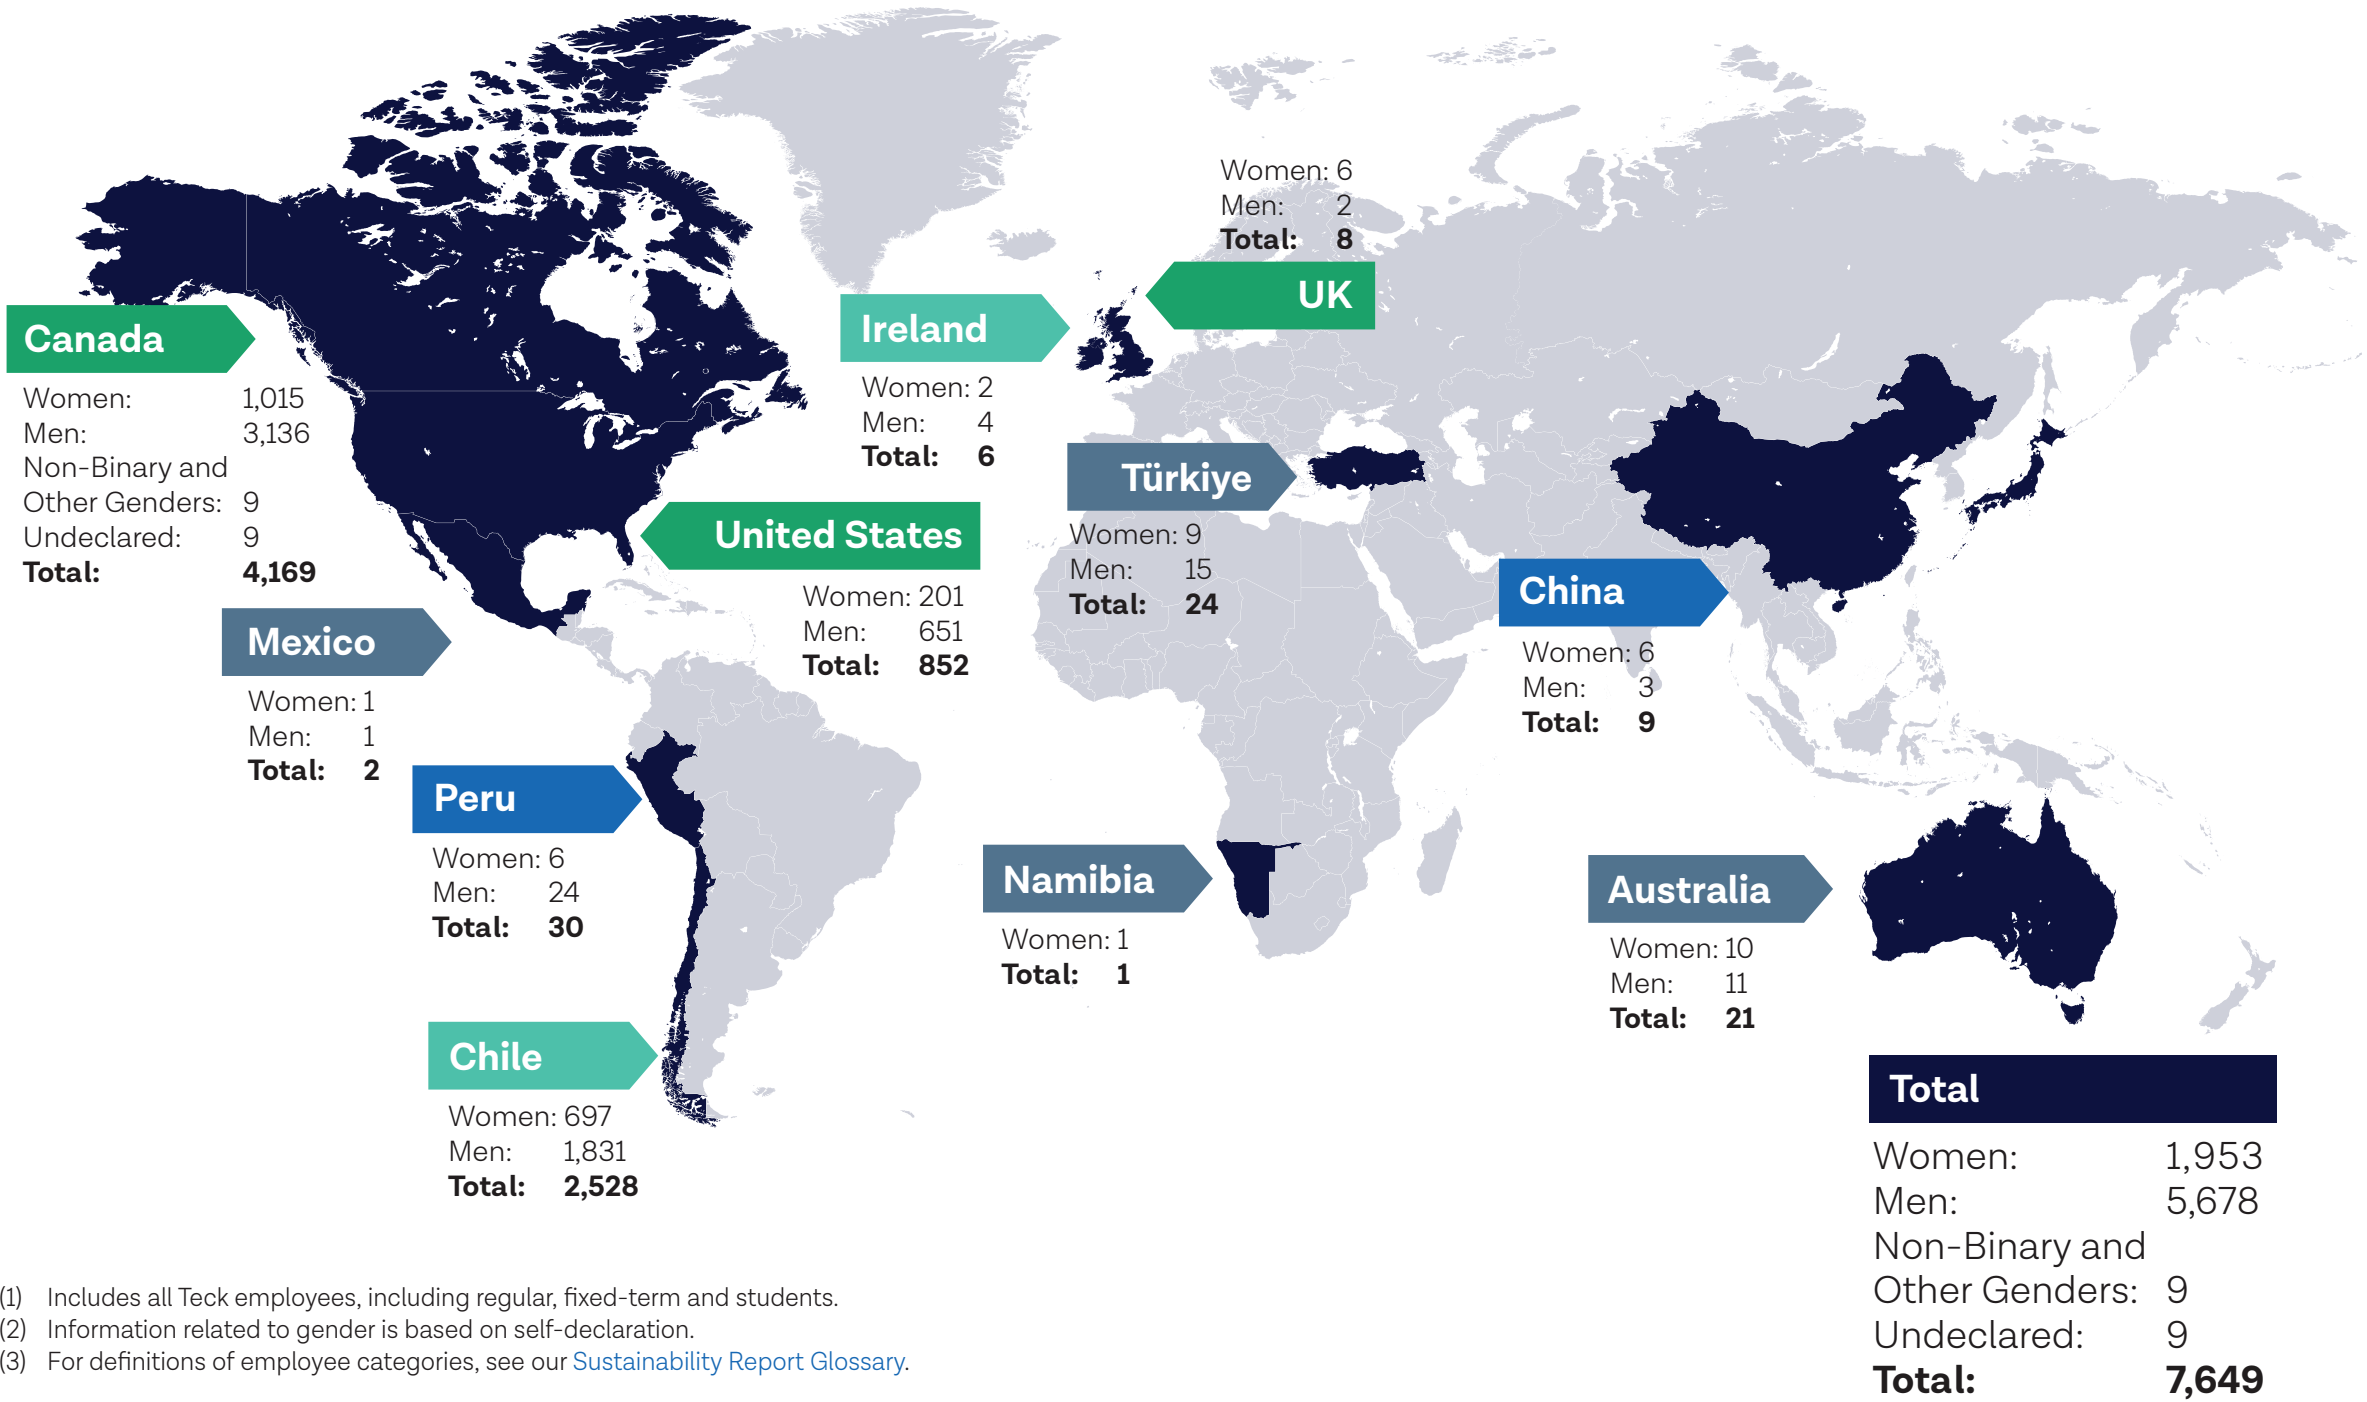 Women: 6
Men: 2
Total: 8
UK
Ireland
Women: 2
Men: 4
Total: 6
Canada
Women: 1,015
Men: 3,136
Non-Binary and
Other Genders: 9
Undeclared: 9
Total: 4,169
Türkiye
Women: 9
Men: 15
Total: 24
United States
Women: 201
Men: 651
Total: 852
China
Women: 6
Men: 3
Total: 9
Mexico
Women: 1
Men: 1
Total: 2
Peru
Women: 6
Men: 24
Total: 30
Namibia
Women: 1
Total: 1
Australia
Women: 10
Men: 11
Total: 21
Chile
Women: 697
Men: 1,831
Total: 2,528
Total
Women: 1,953
Men: 5,678
Non-Binary and
Other Genders: 9
Undeclared: 9
Total: 7,649
(1) Includes all Teck employees, including regular, fixed-term and students.
(2) Information related to gender is based on self-declaration.
(3) For definitions of employee categories, see our Sustainability Report Glossary.